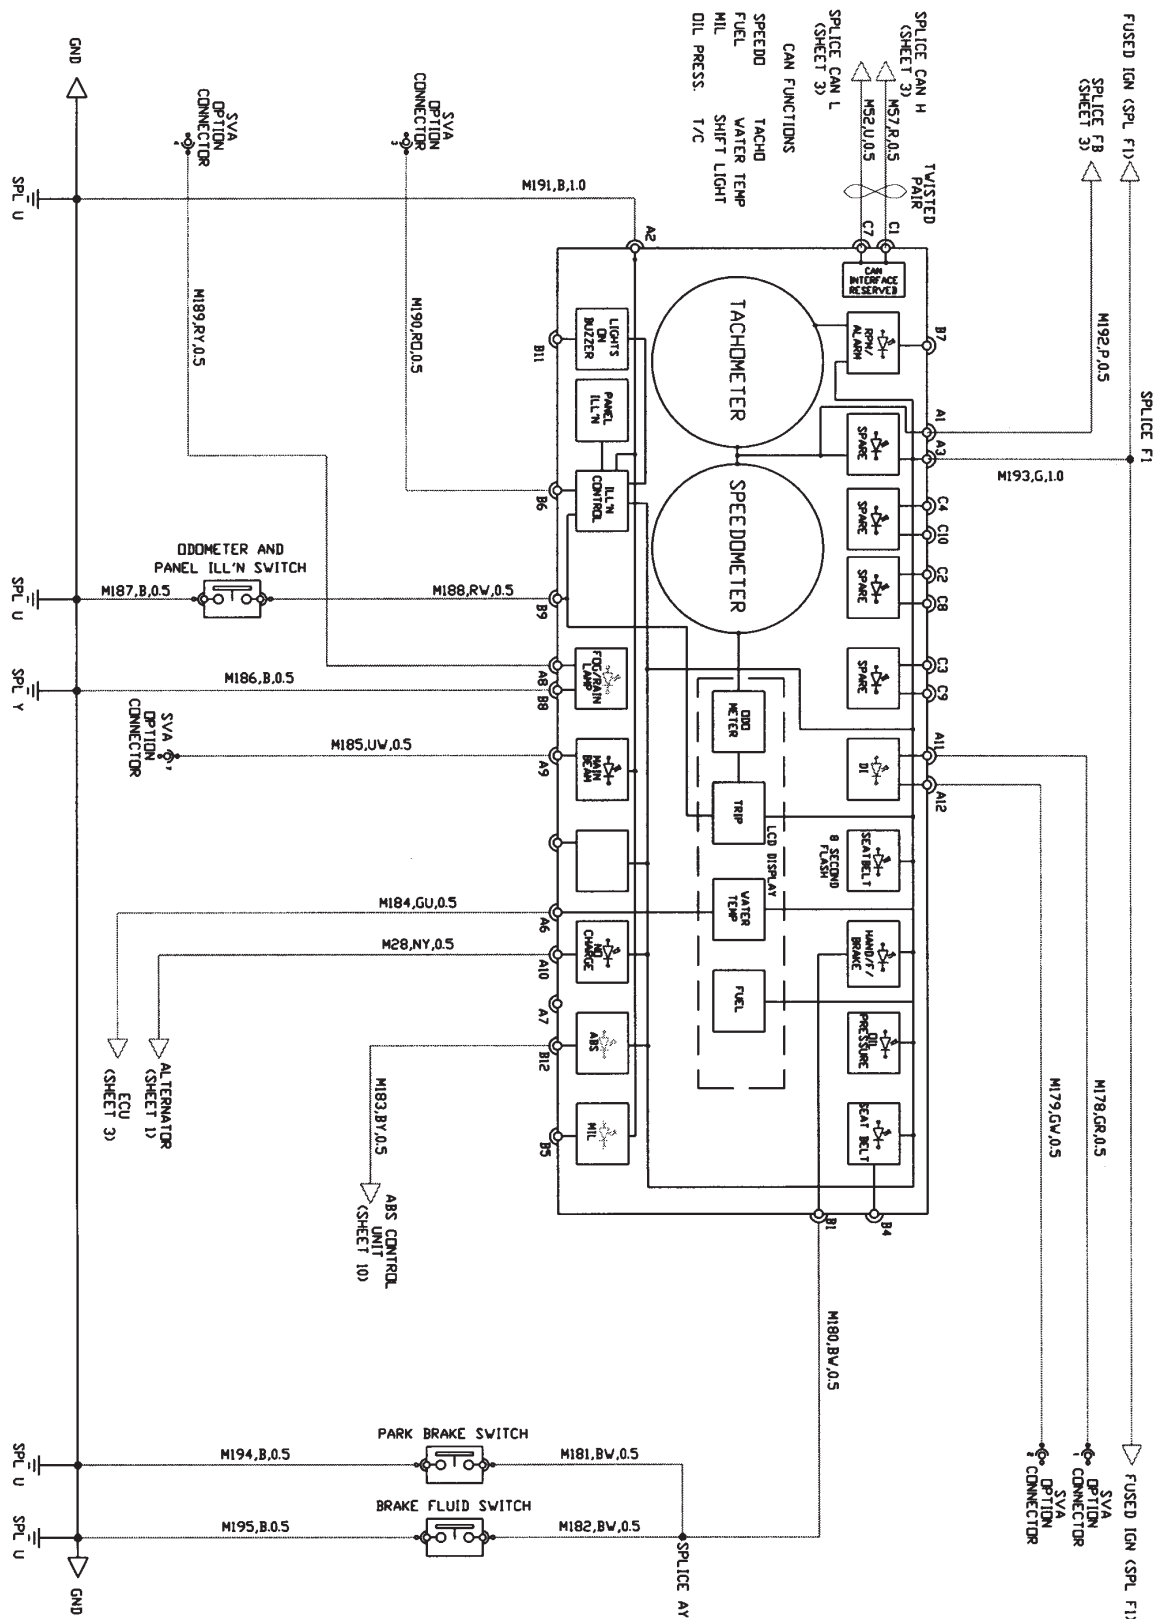 FUSED IGN (SPL F1)
SPLICE F1
FUSED IGN (SPL F1)
SPLICE FB
(SHEET 3)
M192,P,0.5
M193,G,1.0
SPLICE CAN H
(SHEET 3)
M57,R,0.5
SPLICE CAN L
(SHEET 3)
M52,U,0.5
TWISTED
PAIR
CAN FUNCTIONS
SPEEDO TACHO
FUEL WATER TEMP
MIL SHIFT LIGHT
OIL PRESS. T/C
C1
C7
CAN
INTERFACE
RESERVED
B7
A1
A3
C4
C10
C2
C8
C3
C9
A11
A12
RPM/
ALARM
SPARE
SPARE
SPARE
SPARE
DI
SEATBELT
8 SECOND
FLASH
HAND/F/
BRAKE
OIL
PRESSURE
SEAT BELT
M178,GR,0.5
M179,GW,0.5
SVA
OPTION
CONNECTOR
1
SVA
OPTION
CONNECTOR
2
TACHOMETER
SPEEDOMETER
ODO
METER
TRIP
LCD DISPLAY
WATER
TEMP
FUEL
B4
B1
M180,BW,0.5
A2
LIGHTS
ON
BUZZER
PANEL
ILL'N
ILL'N
CONTROL
FOG/RAIN
LAMP
MAIN
BEAM
NO
CHARGE
ABS
MIL
B11
B6
B9
A8
B8
A9
A6
A10
A7
B12
B5
M191,B,1.0
SVA
OPTION
CONNECTOR
3
M190,RO,0.5
SVA
OPTION
CONNECTOR
4
M189,RY,0.5
ODOMETER AND
PANEL ILL'N SWITCH
M187,B,0.5
M188,RW,0.5
M186,B,0.5
SVA
OPTION
CONNECTOR
M185,UW,0.5
M184,GU,0.5
M28,NY,0.5
M183,BY,0.5
ALTERNATOR
(SHEET 1)
ECU
(SHEET 3)
ABS CONTROL
UNIT
(SHEET 10)
PARK BRAKE SWITCH
M194,B,0.5
M181,BW,0.5
BRAKE FLUID SWITCH
M195,B.0.5
M182,BW,0.5
SPLICE AY
GND
GND
SPL U
SPL U
SPL Y
SPL U
SPL U